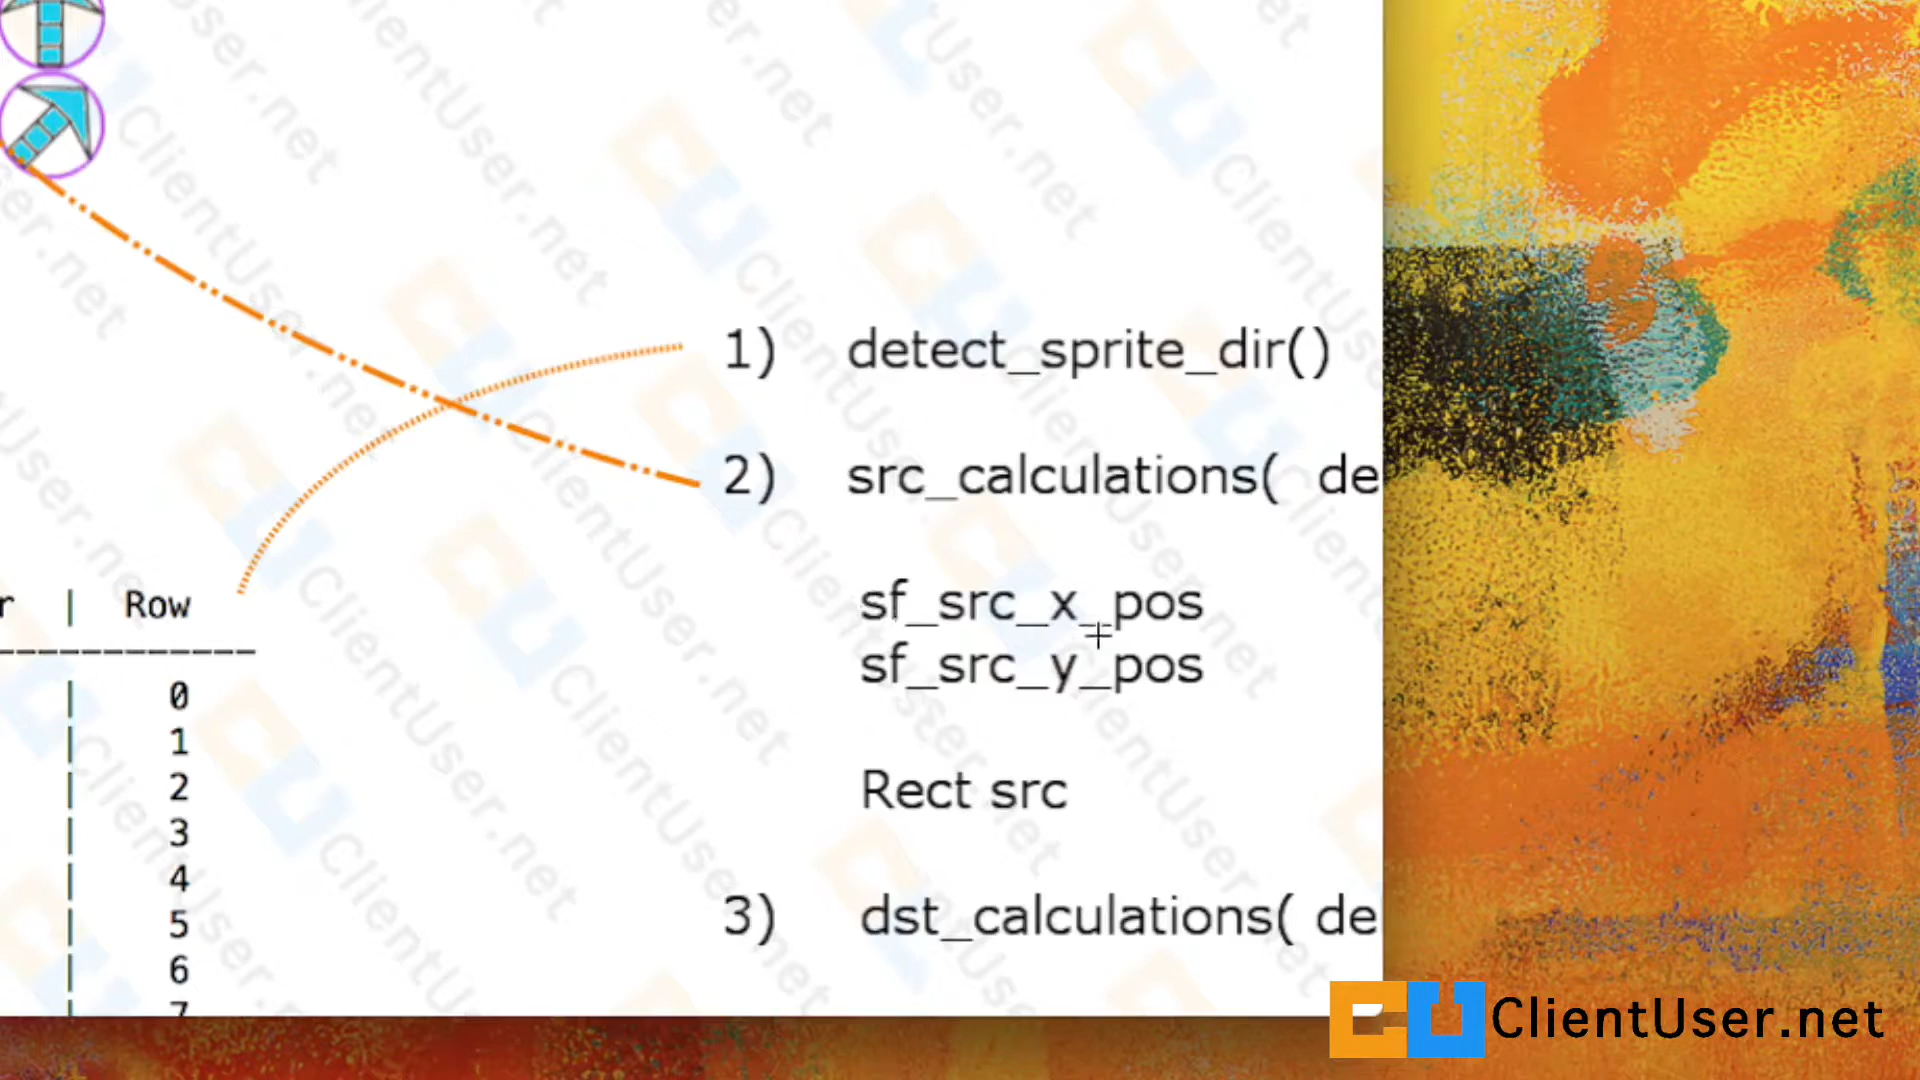 1) detect_sprite_dir()
2) src_calculations( de
sf_src_x_pos
sf_src_y_pos
Rect src
3) dst_calculations( de
r | Row
-------------
| 0
| 1
| 2
| 3
| 4
| 5
| 6
| 7
ClientUser.net